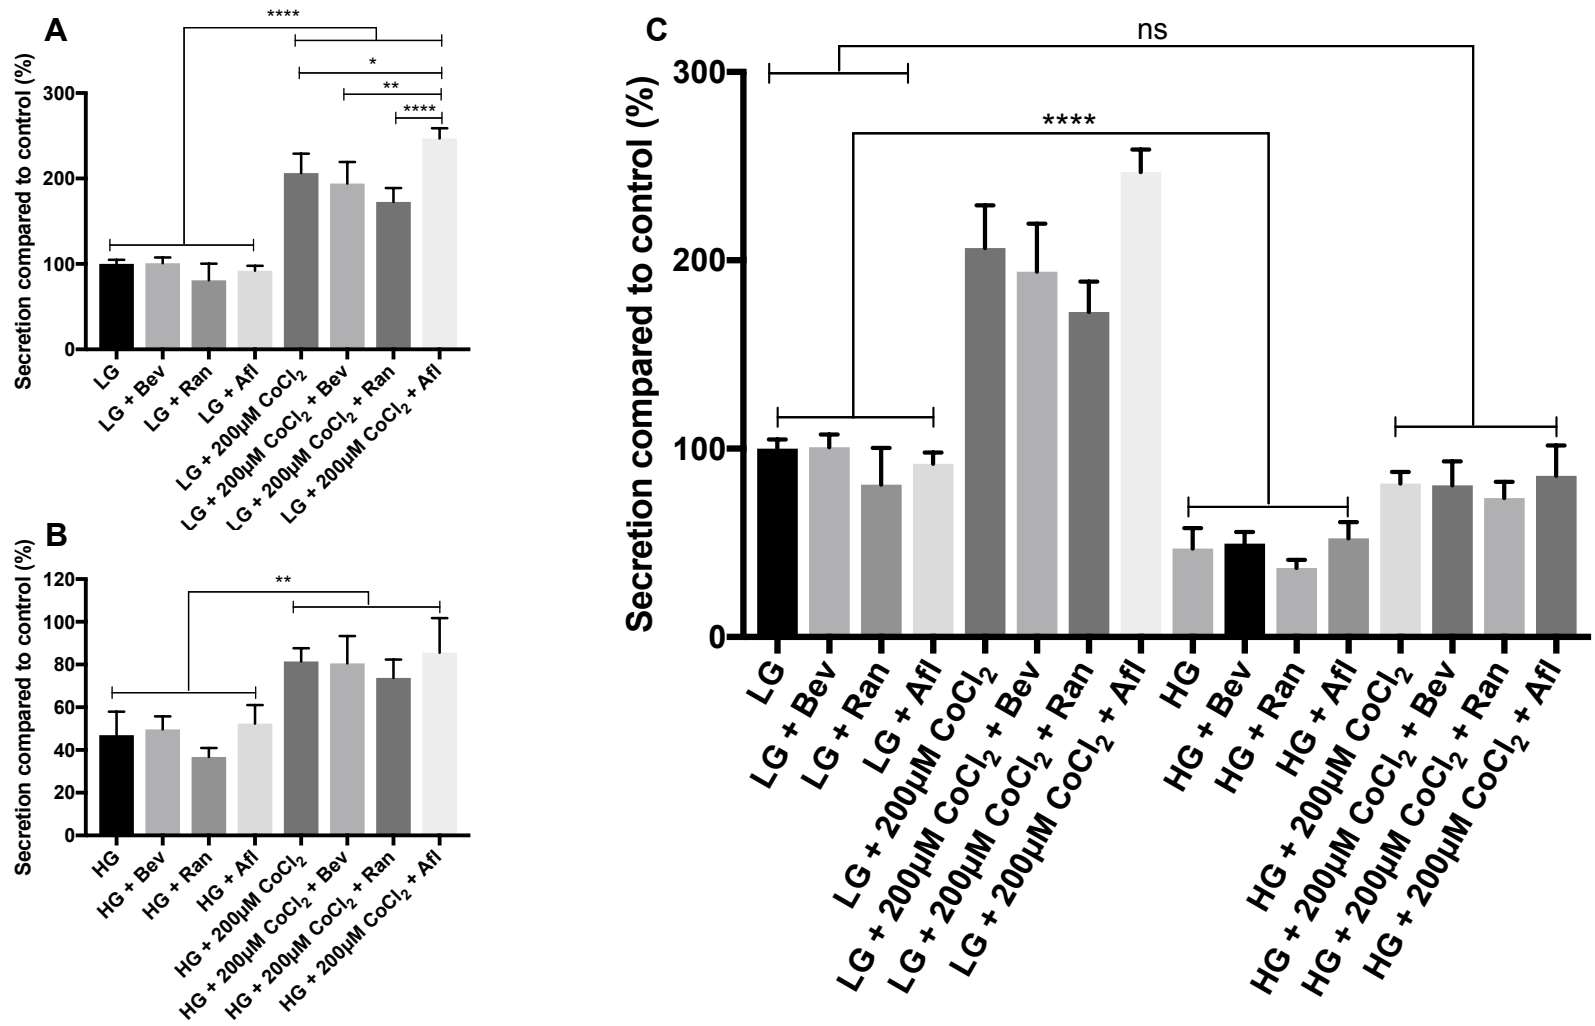 A
****
*
**
****
Secretion compared to control (%)
300
200
100
0
LG
LG + Bev
LG + Ran
LG + Afl
LG + 200µM CoCl₂
LG + 200µM CoCl₂ + Bev
LG + 200µM CoCl₂ + Ran
LG + 200µM CoCl₂ + Afl
B
**
Secretion compared to control (%)
120
100
80
60
40
20
0
HG
HG + Bev
HG + Ran
HG + Afl
HG + 200µM CoCl₂
HG + 200µM CoCl₂ + Bev
HG + 200µM CoCl₂ + Ran
HG + 200µM CoCl₂ + Afl
C
ns
****
Secretion compared to control (%)
300
200
100
0
LG
LG + Bev
LG + Ran
LG + Afl
LG + 200µM CoCl₂
LG + 200µM CoCl₂ + Bev
LG + 200µM CoCl₂ + Ran
LG + 200µM CoCl₂ + Afl
HG
HG + Bev
HG + Ran
HG + Afl
HG + 200µM CoCl₂
HG + 200µM CoCl₂ + Bev
HG + 200µM CoCl₂ + Ran
HG + 200µM CoCl₂ + Afl